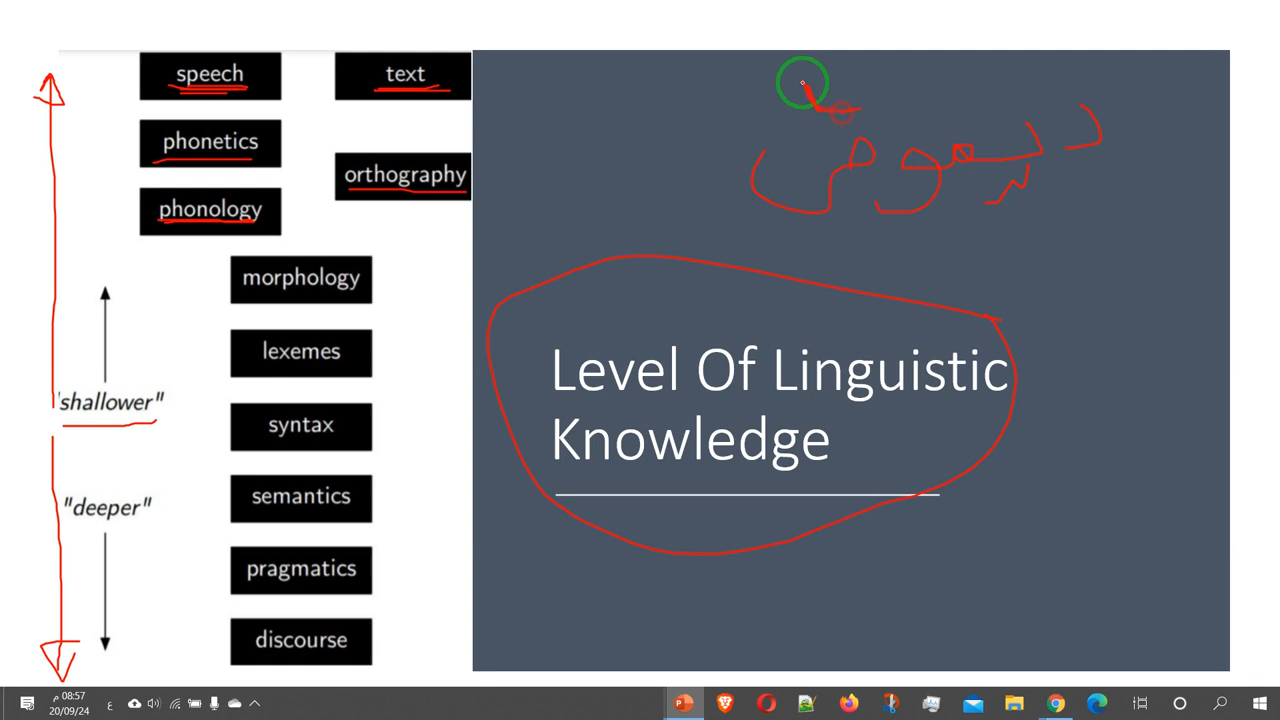 speech
text
phonetics
orthography
phonology
morphology
lexemes
"shallower"
syntax
semantics
"deeper"
pragmatics
discourse
Level Of Linguistic
Knowledge
08:57 م
20/09/24
ع